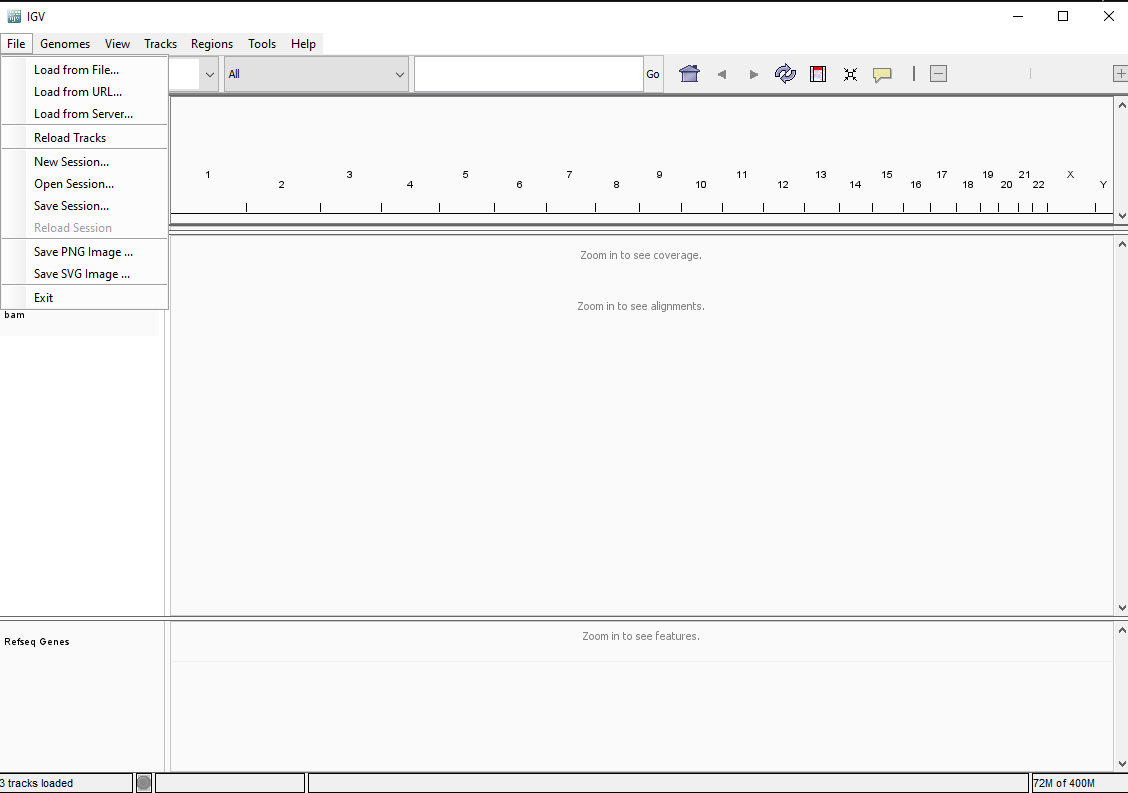 IGV
File Genomes View Tracks Regions Tools Help
Load from File...
Load from URL...
Load from Server...
Reload Tracks
New Session...
Open Session...
Save Session...
Reload Session
Save PNG Image ...
Save SVG Image ...
Exit
All Go
1 3 5 7 9 11 13 15 17 19 21 X
2 4 6 8 10 12 14 16 18 20 22 Y
Zoom in to see coverage.
Zoom in to see alignments.
bam
Refseq Genes
Zoom in to see features.
3 tracks loaded
72M of 400M